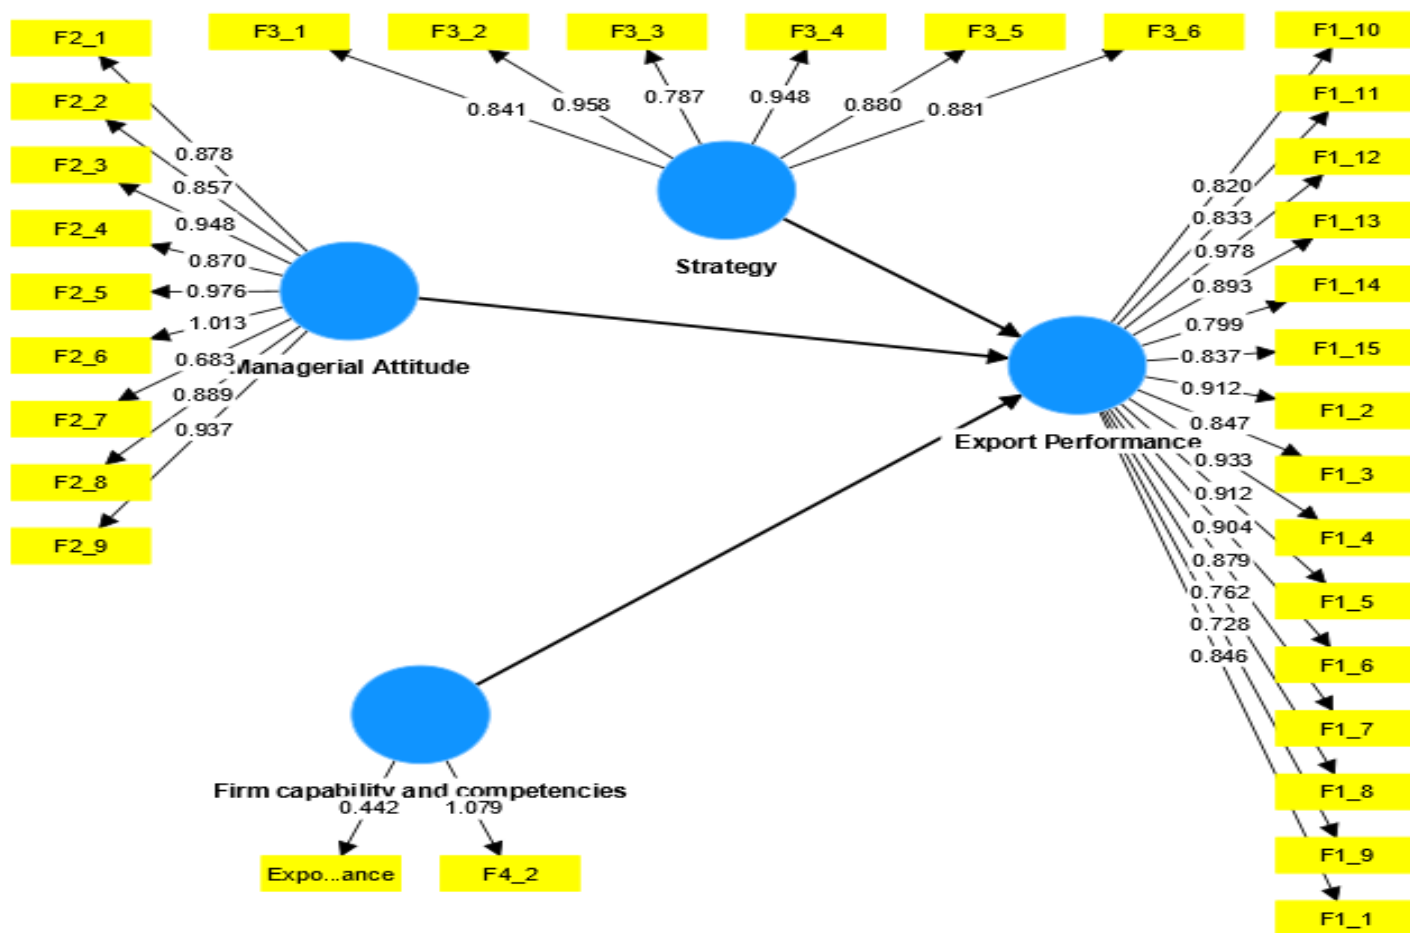 F2_1
F2_2
F2_3
F2_4
F2_5
F2_6
F2_7
F2_8
F2_9
0.878
0.857
0.948
0.870
0.976
1.013
0.683
0.889
0.937
Managerial Attitude
F3_1
F3_2
F3_3
F3_4
F3_5
F3_6
0.841
0.958
0.787
0.948
0.880
0.881
Strategy
Firm capability and competencies
0.442
1.079
Expo...ance
F4_2
Export Performance
0.820
0.833
0.978
0.893
0.799
0.837
0.912
0.847
0.933
0.912
0.904
0.879
0.762
0.728
0.846
F1_10
F1_11
F1_12
F1_13
F1_14
F1_15
F1_2
F1_3
F1_4
F1_5
F1_6
F1_7
F1_8
F1_9
F1_1